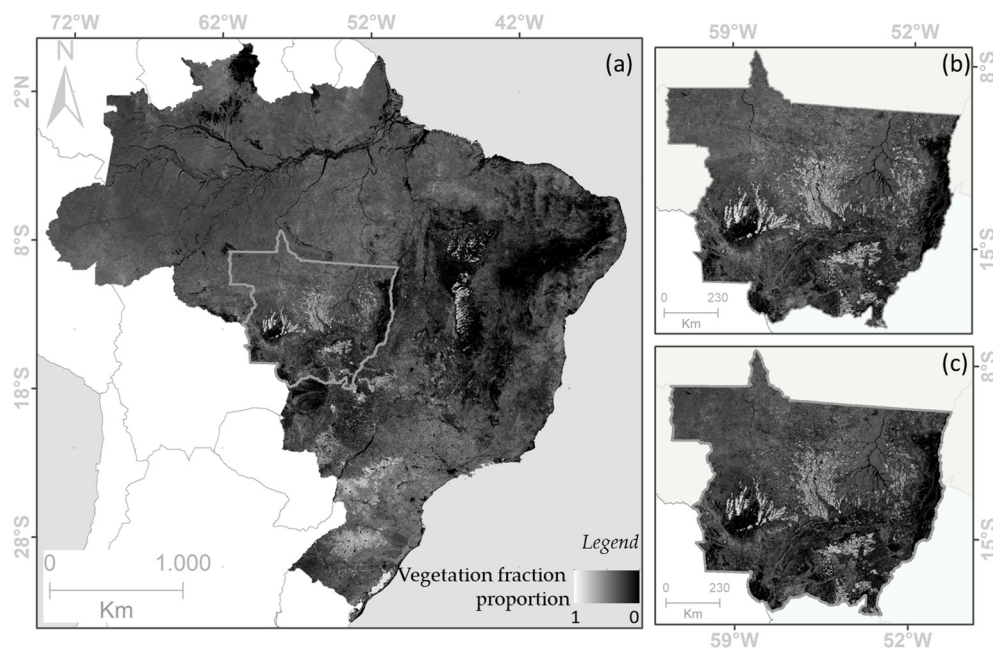 72°W 62°W 52°W 42°W
N
(a)
2°N
8°S
18°S
28°S
0 1,000
Km
Legend
Vegetation fraction
proportion
1 0
59°W 52°W
(b)
8°S
15°S
0 230
Km
(c)
8°S
15°S
0 230
Km
59°W 52°W